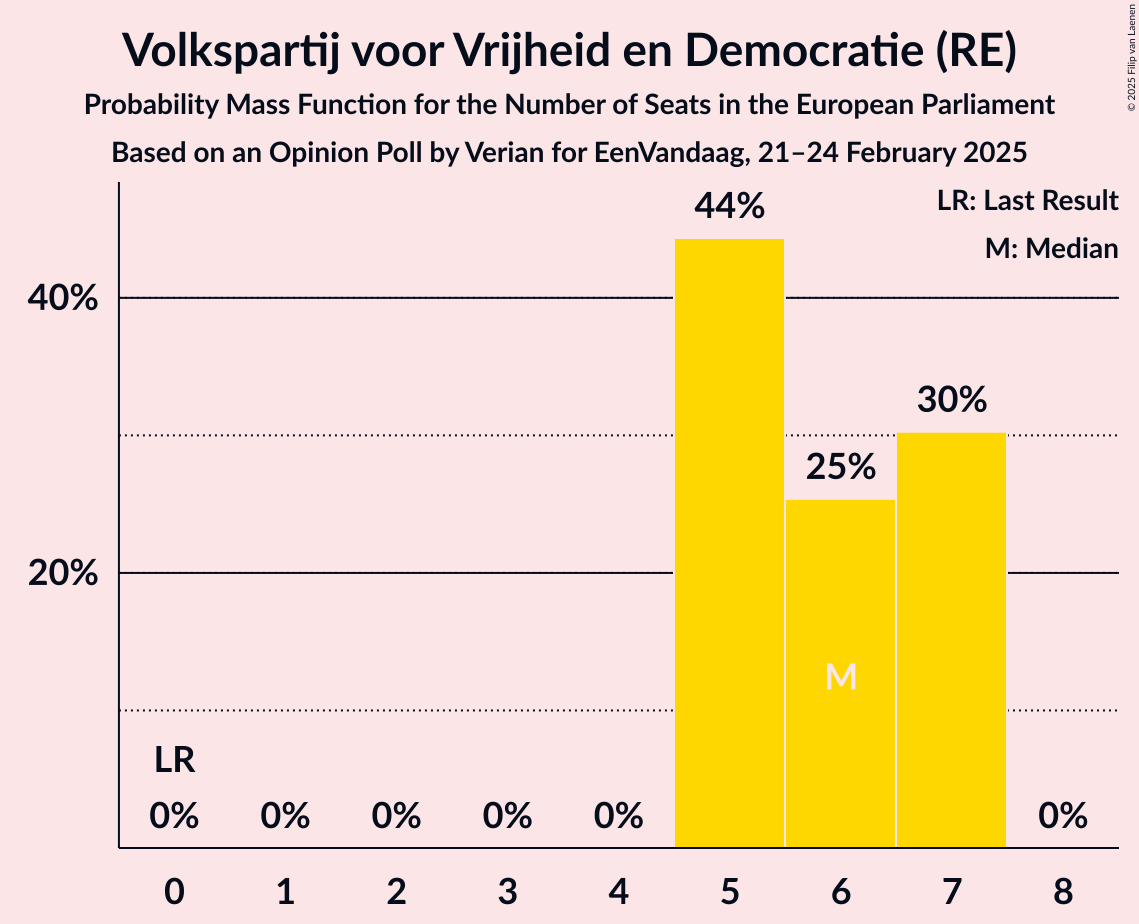 Volkspartij voor Vrijheid en Democratie (RE)
Probability Mass Function for the Number of Seats in the European Parliament
Based on an Opinion Poll by Verian for EenVandaag, 21–24 February 2025
© 2025 Filip van Laenen
LR: Last Result
M: Median
44%
40%
30%
25%
20%
M
LR
0% 0% 0% 0% 0% 0%
0 1 2 3 4 5 6 7 8